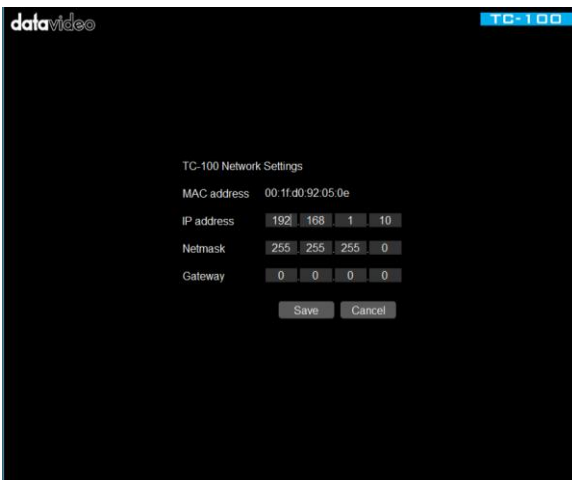 datavideo
TC-100
TC-100 Network Settings
MAC address 00:1f:d0:92:05:0e
IP address 192. 168. 1. 10
Netmask 255. 255. 255. 0
Gateway 0. 0. 0. 0
Save Cancel